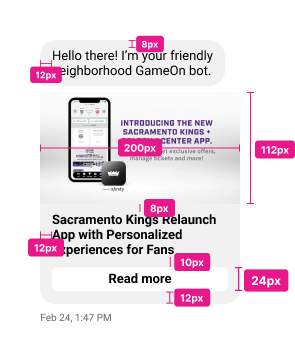 8px
Hello there! I'm your friendly
neighborhood GameOn bot.
12px
INTRODUCING THE NEW
SACRAMENTO KINGS +
CENTER APP.
200px
get exclusive offers,
manage tickets and more!
112px
xfinity
8px
Sacramento Kings Relaunch
App with Personalized
Experiences for Fans
12px
10px
Read more
24px
12px
Feb 24, 1:47 PM